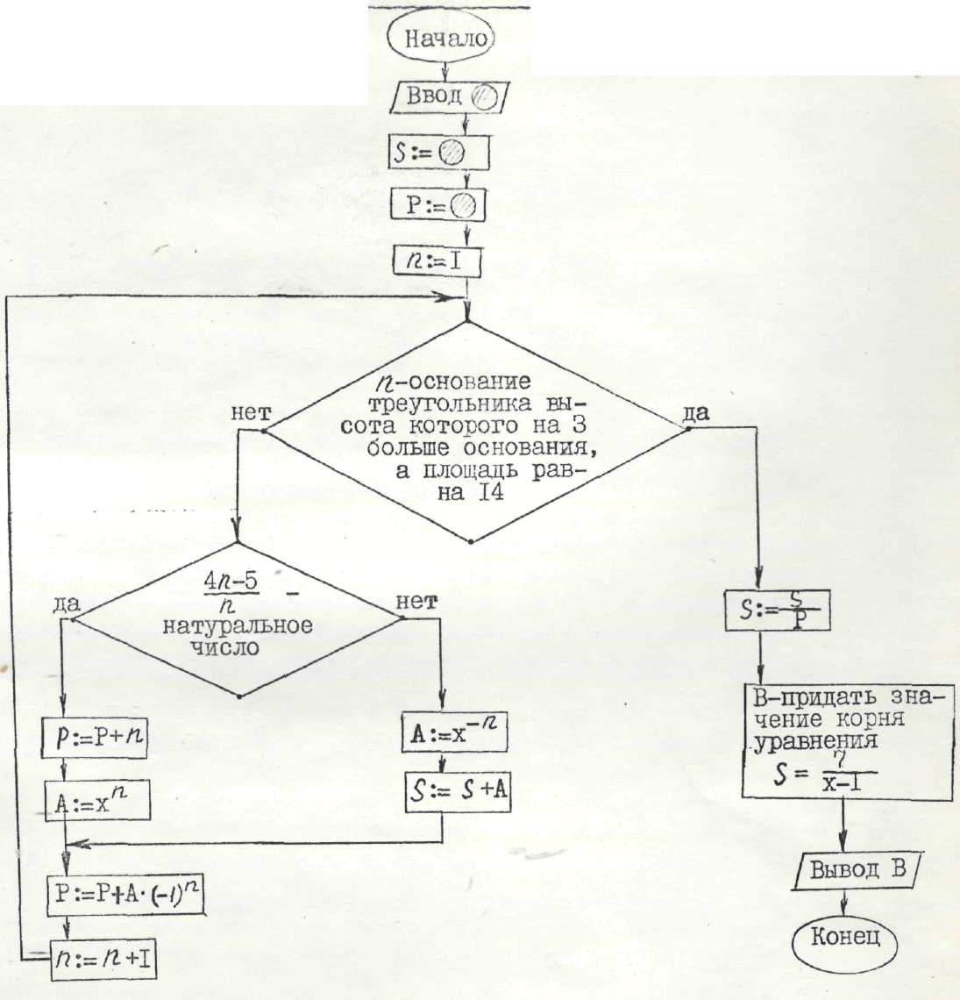 Начало
Ввод
S:=
P:=
n:=I
n-основание
треугольника вы-
сота которого на 3
больше основания,
а площадь рав-
на I4
нет
да
4n-5
n
-
натуральное
число
да
нет
P:=P+n
A:=x^n
A:=x^-n
S:= S+A
P:=P+A·(-1)^n
n:= n+I
S:= S/P
В-придать зна-
чение корня
уравнения
S = 7/(x-I)
Вывод В
Конец